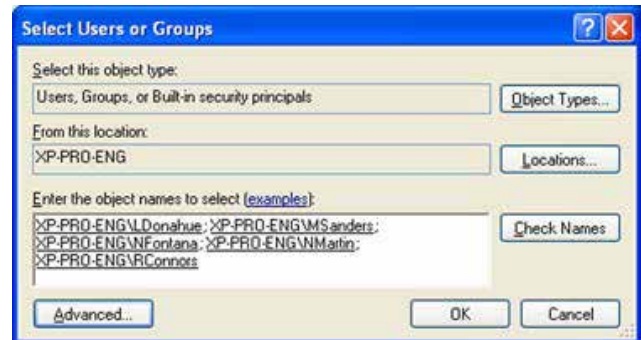 Select Users or Groups
Select this object type:
Users, Groups, or Built-in security principals
Object Types...
From this location:
XP-PRO-ENG
Locations...
Enter the object names to select (examples):
XP-PRO-ENG\LDonahue; XP-PRO-ENG\MSanders;
XP-PRO-ENG\NFontana; XP-PRO-ENG\NMartin;
XP-PRO-ENG\RConnors
Check Names
Advanced...
OK
Cancel